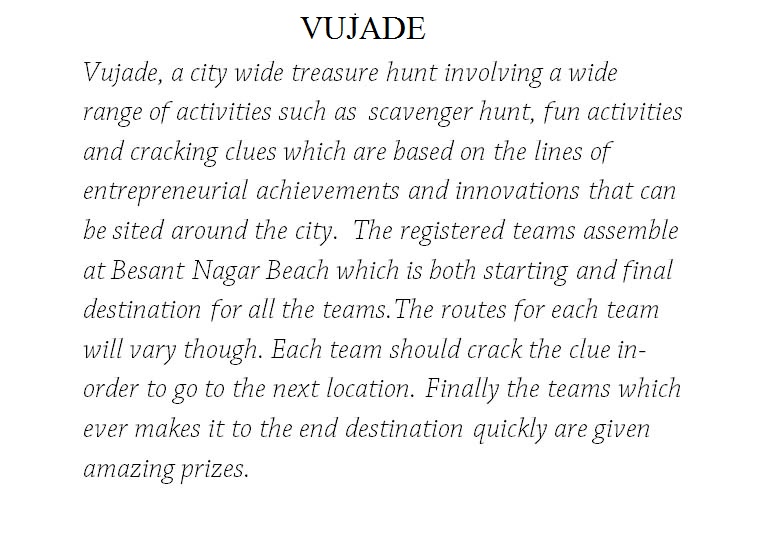 VUJADE
Vujade, a city wide treasure hunt involving a wide
range of activities such as scavenger hunt, fun activities
and cracking clues which are based on the lines of
entrepreneurial achievements and innovations that can
be sited around the city. The registered teams assemble
at Besant Nagar Beach which is both starting and final
destination for all the teams.The routes for each team
will vary though. Each team should crack the clue in-
order to go to the next location. Finally the teams which
ever makes it to the end destination quickly are given
amazing prizes.